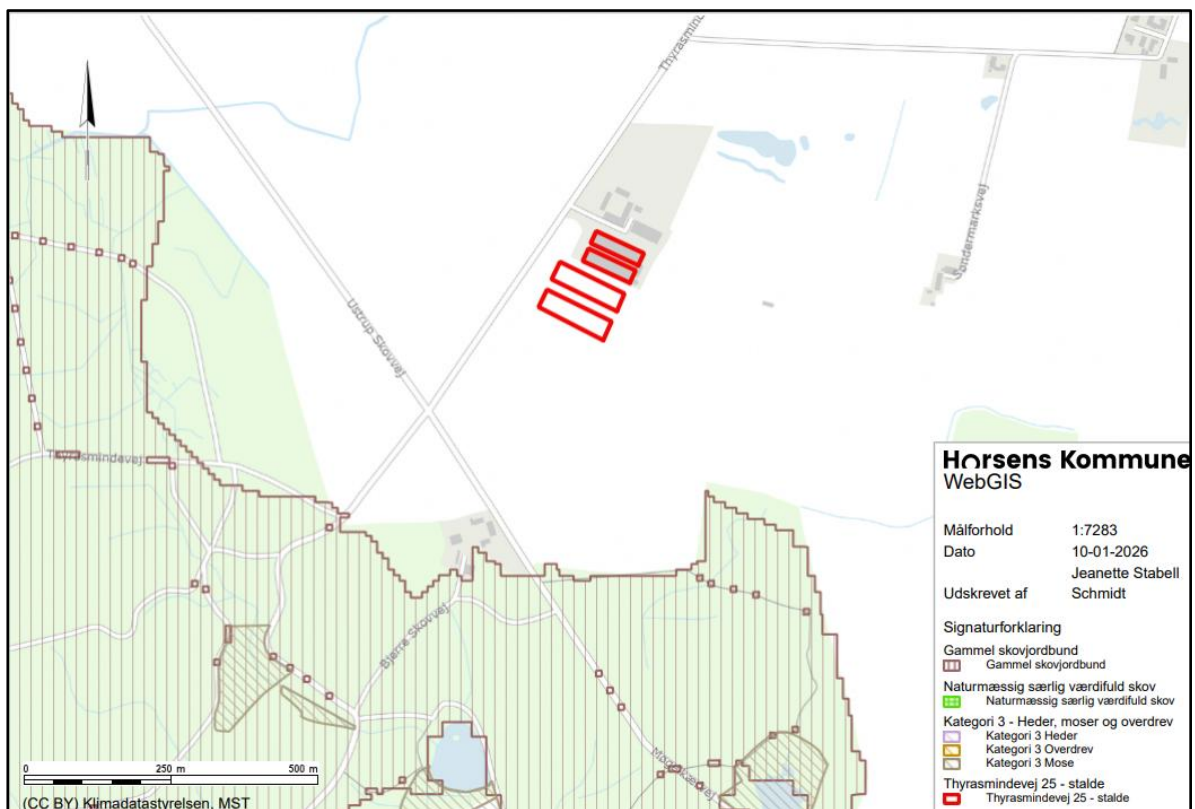 Thyrasmind
Søndermarksvej
Ustrup Skovvej
Thyrasmindevej
Bjerre Skovvej
Horsens Kommune
WebGIS
Målforhold 1:7283
Dato 10-01-2026
Jeanette Stabell
Udskrevet af Schmidt
Signaturforklaring
Gammel skovjordbund
Gammel skovjordbund
Naturmæssig særlig værdifuld skov
Naturmæssig særlig værdifuld skov
Kategori 3 - Heder, moser og overdrev
Kategori 3 Heder
Kategori 3 Overdrev
Kategori 3 Mose
Thyrasmindevej 25 - stalde
Thyrasmindevej 25 - stalde
0 250 m 500 m
(CC BY) Klimadatastyrelsen, MST